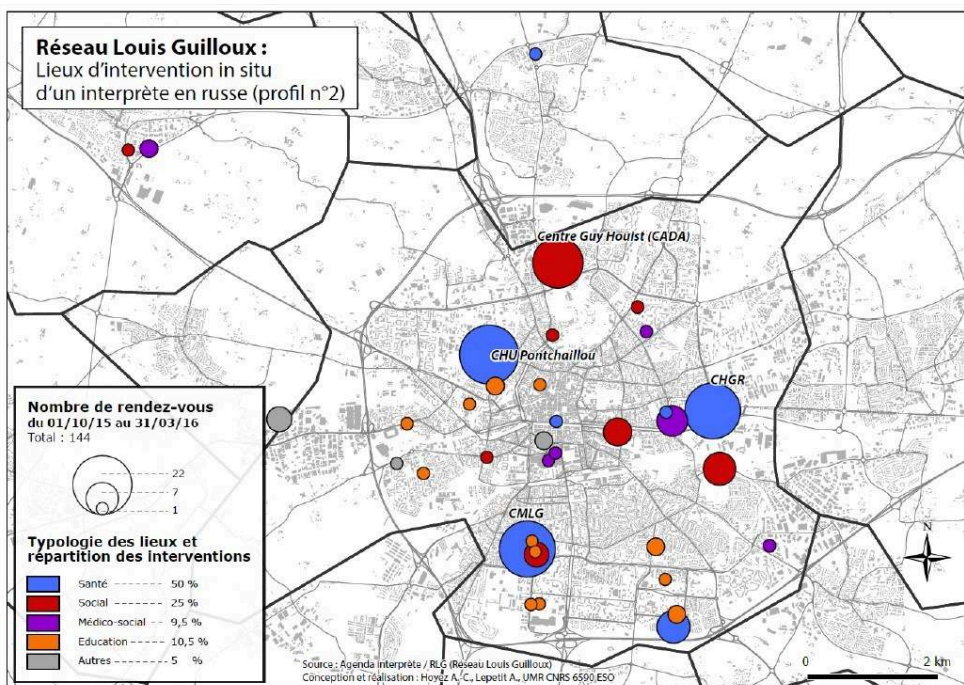 Réseau Louis Guilloux :
Lieux d'intervention in situ
d'un interprète en russe (profil n°2)
Centre Guy Houist (CADA)
CHU Pontchaillou
CHGR
CMLG
Nombre de rendez-vous
du 01/10/15 au 31/03/16
Total : 144
22
7
1
Typologie des lieux et
répartition des interventions
Santé 50 %
Social 25 %
Médico-social 9,5 %
Education 10,5 %
Autres 5 %
N
0 2 km
Source : Agenda interprète / RLG (Réseau Louis Guilloux)
Conception et réalisation : Hoyez A. C., Lepetit A., UMR CNRS 6590 ESO